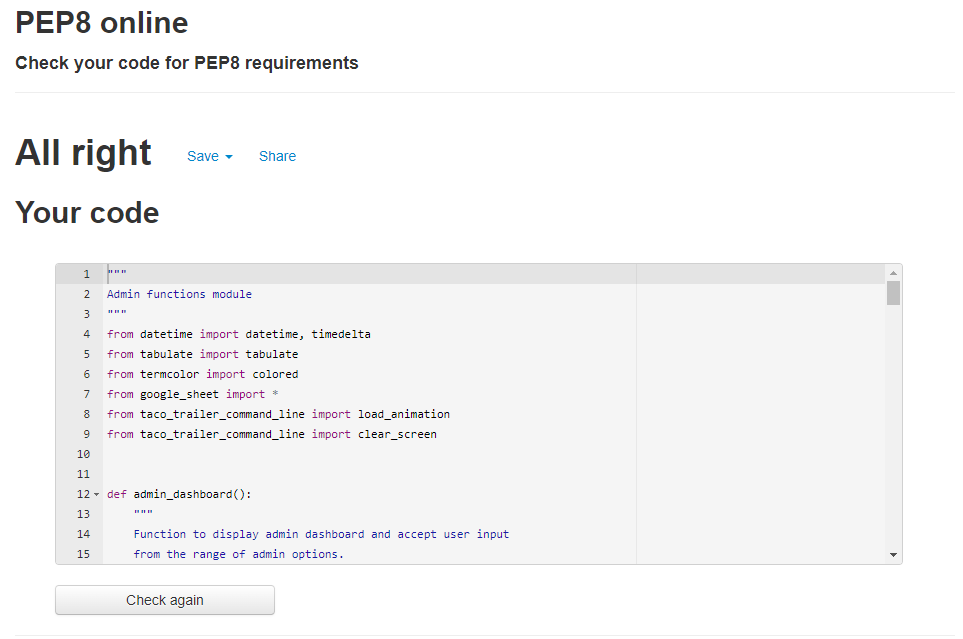 PEP8 online
Check your code for PEP8 requirements
All right Save Share
Your code
1 """
2 Admin functions module
3 """
4 from datetime import datetime, timedelta
5 from tabulate import tabulate
6 from termcolor import colored
7 from google_sheet import *
8 from taco_trailer_command_line import load_animation
9 from taco_trailer_command_line import clear_screen
10
11
12 def admin_dashboard():
13     """
14     Function to display admin dashboard and accept user input
15     from the range of admin options.
Check again